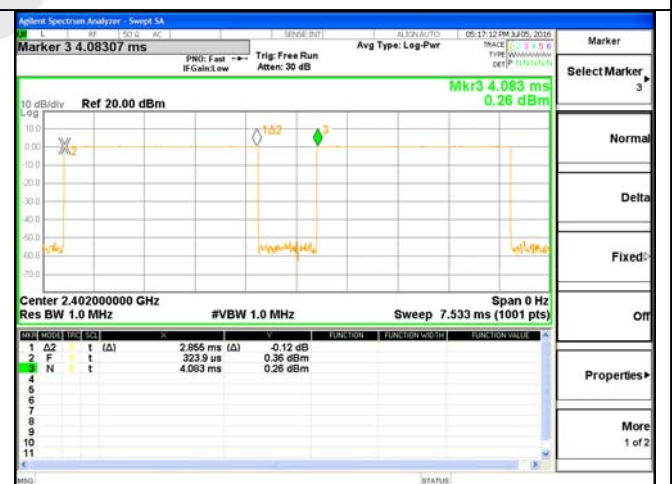 Agilent Spectrum Analyzer - Swept SA
L RF 50 Ω AC SENSE:INT ALIGNAUTO 05:17:12 PM Jul 05, 2016
Marker 3 4.08307 ms
PNO: Fast Trig: Free Run
IFGain:Low Atten: 30 dB
Avg Type: Log-Pwr
TRACE 1 2 3 4 5 6
TYPE
DET P N N N N N
Marker
Select Marker
3
Mkr3 4.083 ms
0.26 dBm
10 dB/div Ref 20.00 dBm
Log
10.0
0.00
-10.0
-20.0
-30.0
-40.0
-50.0
-60.0
-70.0
X2
1Δ2
3
Normal
Delta
Fixed
Off
Properties
More
1 of 2
Center 2.402000000 GHz Span 0 Hz
Res BW 1.0 MHz #VBW 1.0 MHz Sweep 7.533 ms (1001 pts)
MKR MODE TRC SCL X Y FUNCTION FUNCTION WIDTH FUNCTION VALUE
1 Δ2 1 t (Δ) 2.855 ms (Δ) -0.12 dB
2 F 1 t 323.9 µs 0.36 dBm
3 N 1 t 4.083 ms 0.26 dBm
4
5
6
7
8
9
10
11
MSG STATUS